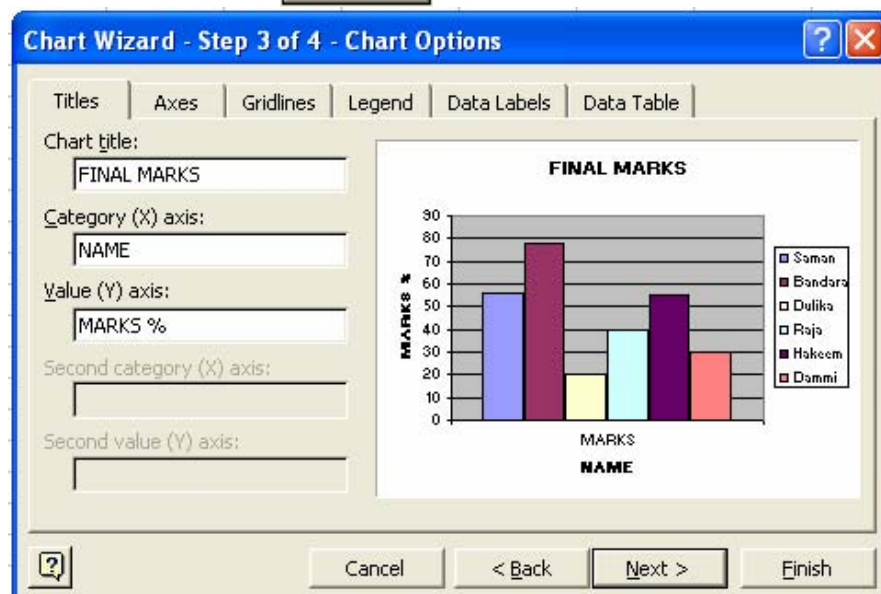 Chart Wizard - Step 3 of 4 - Chart Options
Titles Axes Gridlines Legend Data Labels Data Table
Chart title:
FINAL MARKS
Category (X) axis:
NAME
Value (Y) axis:
MARKS %
Second category (X) axis:
Second value (Y) axis:
FINAL MARKS
MARKS %
90
80
70
60
50
40
30
20
10
0
MARKS
NAME
Saman
Bandara
Dulika
Raja
Hakeem
Dammi
Cancel < Back Next > Finish